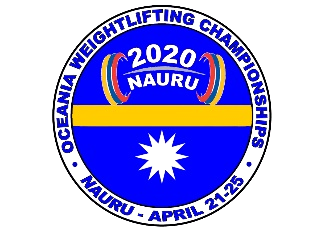 OCEANIA WEIGHTLIFTING CHAMPIONSHIPS
2020
NAURU
• NAURU - APRIL 21-25 •